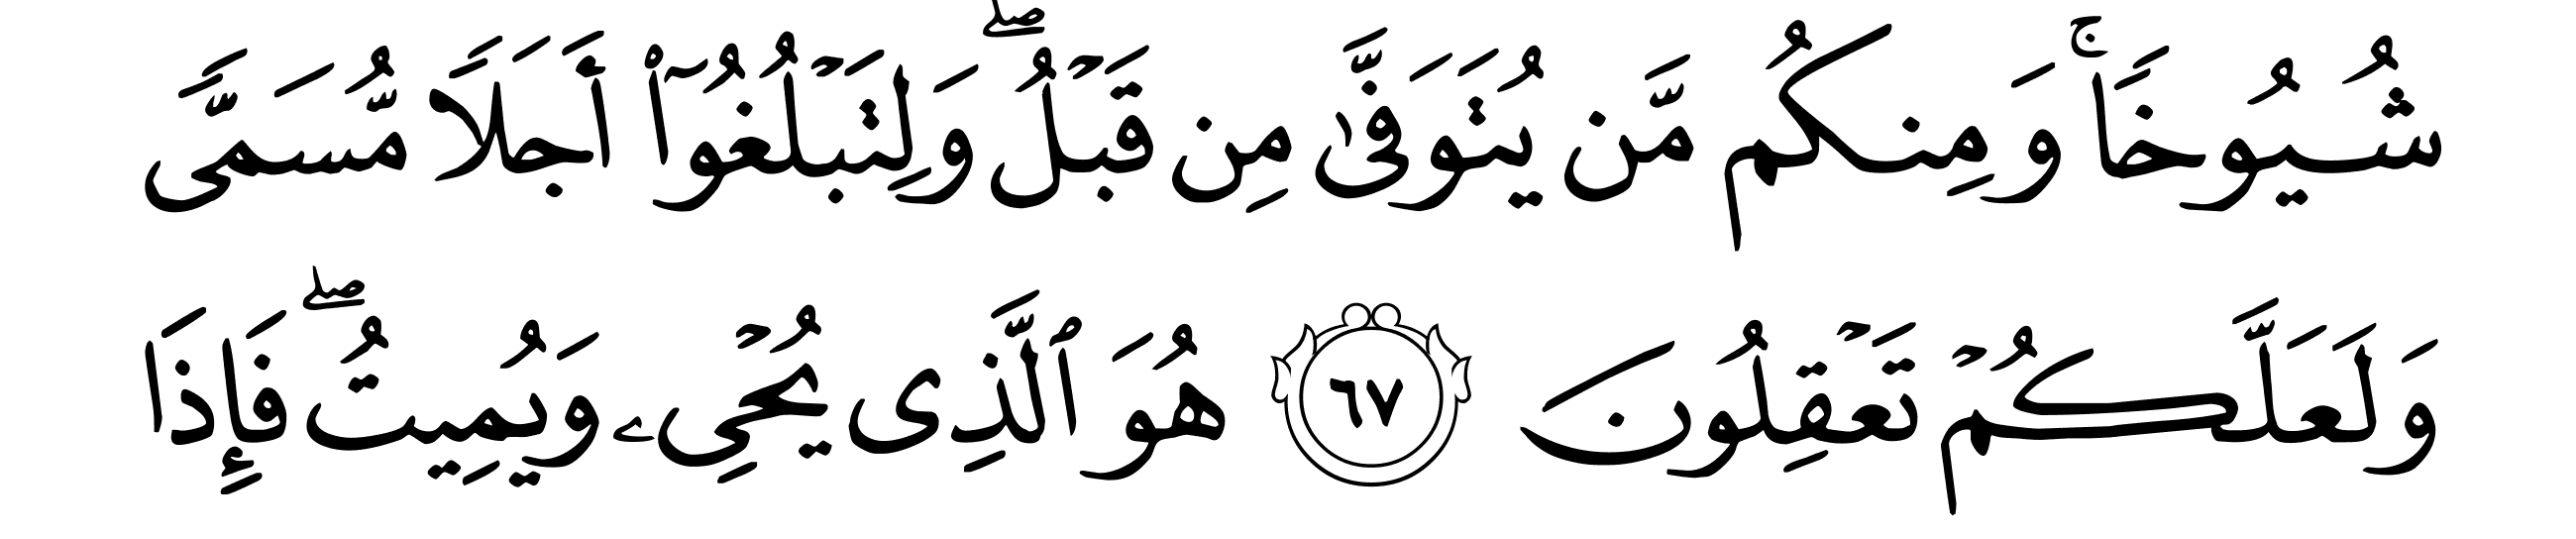 شُيُوخًاۚ وَمِنكُم مَّن يُتَوَفَّىٰ مِن قَبۡلُۖ وَلِتَبۡلُغُوٓاْ أَجَلًا مُّسَمًّى
وَلَعَلَّكُمۡ تَعۡقِلُونَ ٦٧ هُوَ ٱلَّذِى يُحۡىِۦ وَيُمِيتُۖ فَإِذَا